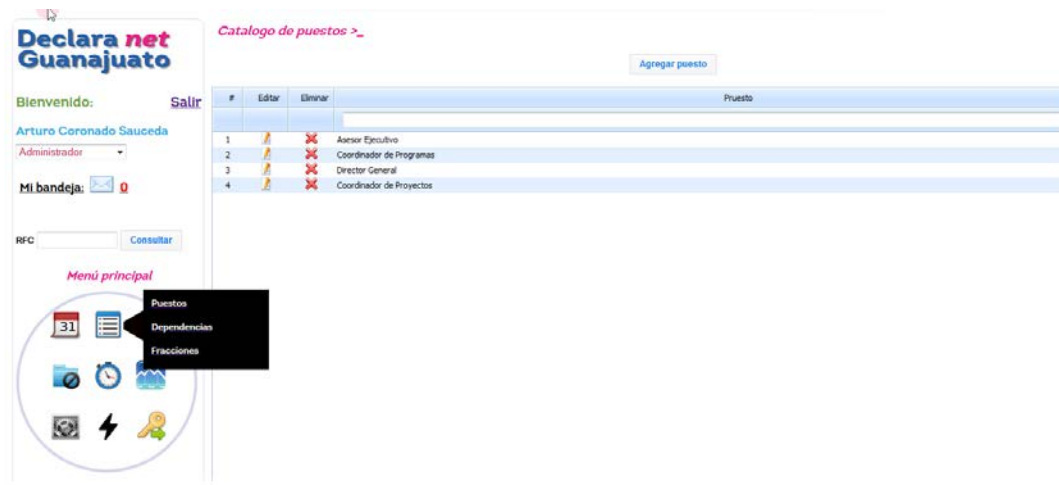 Declara net
Guanajuato
Bienvenido: Salir
Arturo Coronado Sauceda
Administrador
Mi bandeja: 0
RFC Consultar
Menú principal
31
Puestos
Dependencias
Fracciones
Catalogo de puestos >_
Agregar puesto
# Editar Eliminar Pruesto
1 Asesor Ejecutivo
2 Coordinador de Programas
3 Director General
4 Coordinador de Proyectos